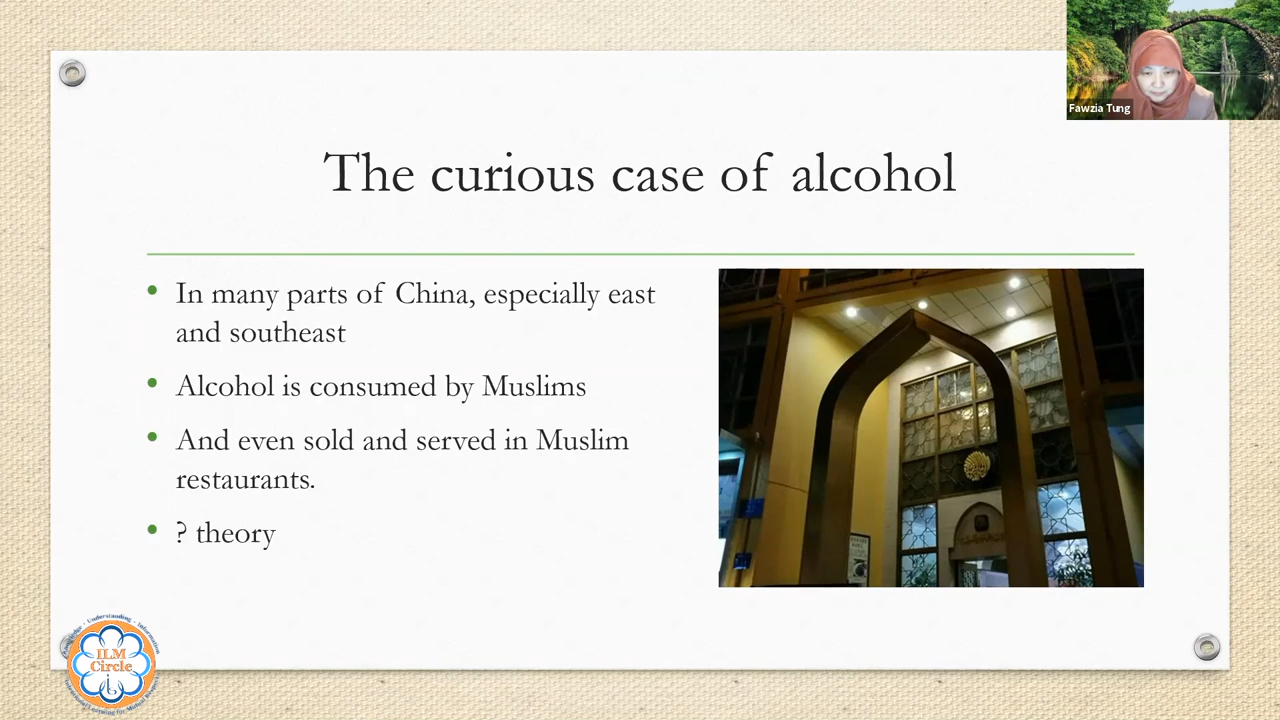 Fawzia Tung
The curious case of alcohol
• In many parts of China, especially east
and southeast
• Alcohol is consumed by Muslims
• And even sold and served in Muslim
restaurants.
• ? theory
ILM
Circle